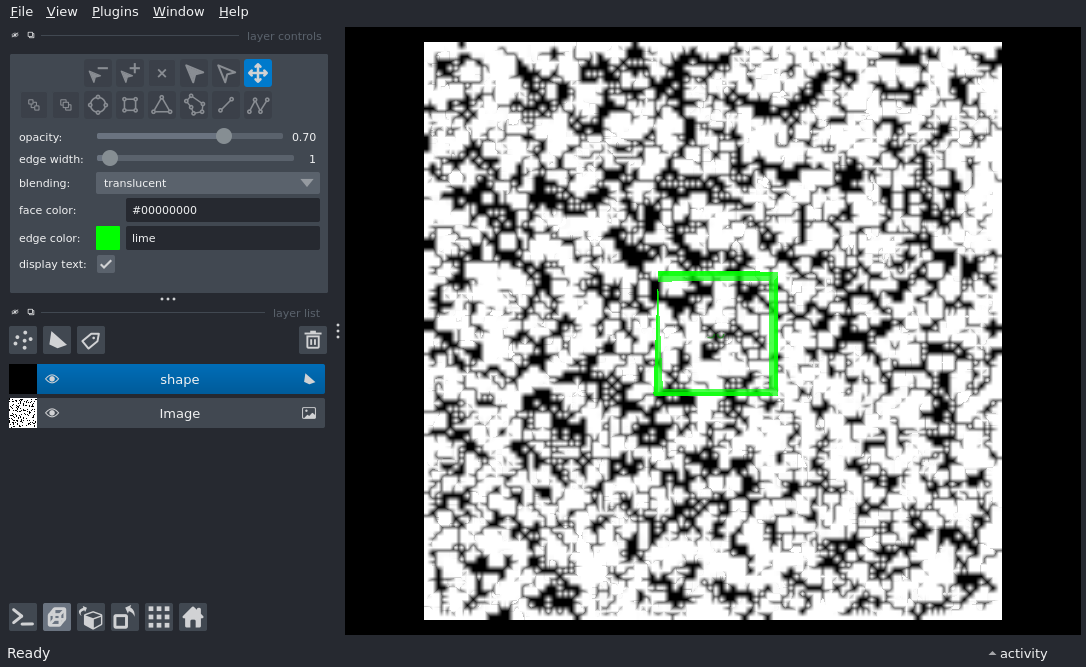 File View Plugins Window Help
layer controls
opacity: 0.70
edge width: 1
blending: translucent
face color: #00000000
edge color: lime
display text:
layer list
shape
Image
Ready
activity